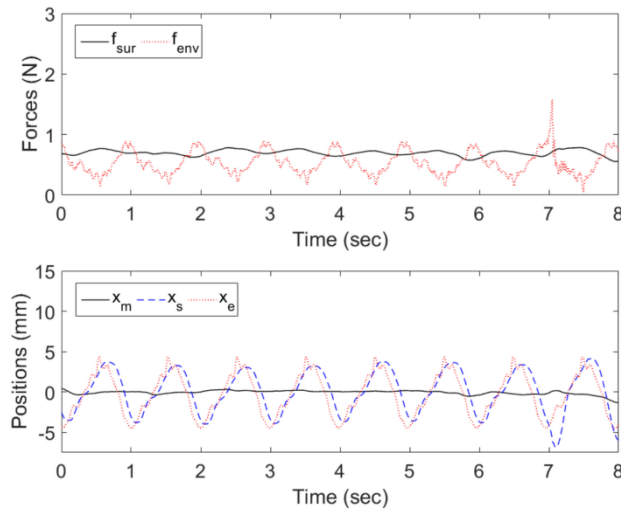 3
2
1
0
Forces (N)
f_sur f_env
0 1 2 3 4 5 6 7 8
Time (sec)
15
10
5
0
-5
Positions (mm)
x_m x_s x_e
0 1 2 3 4 5 6 7 8
Time (sec)